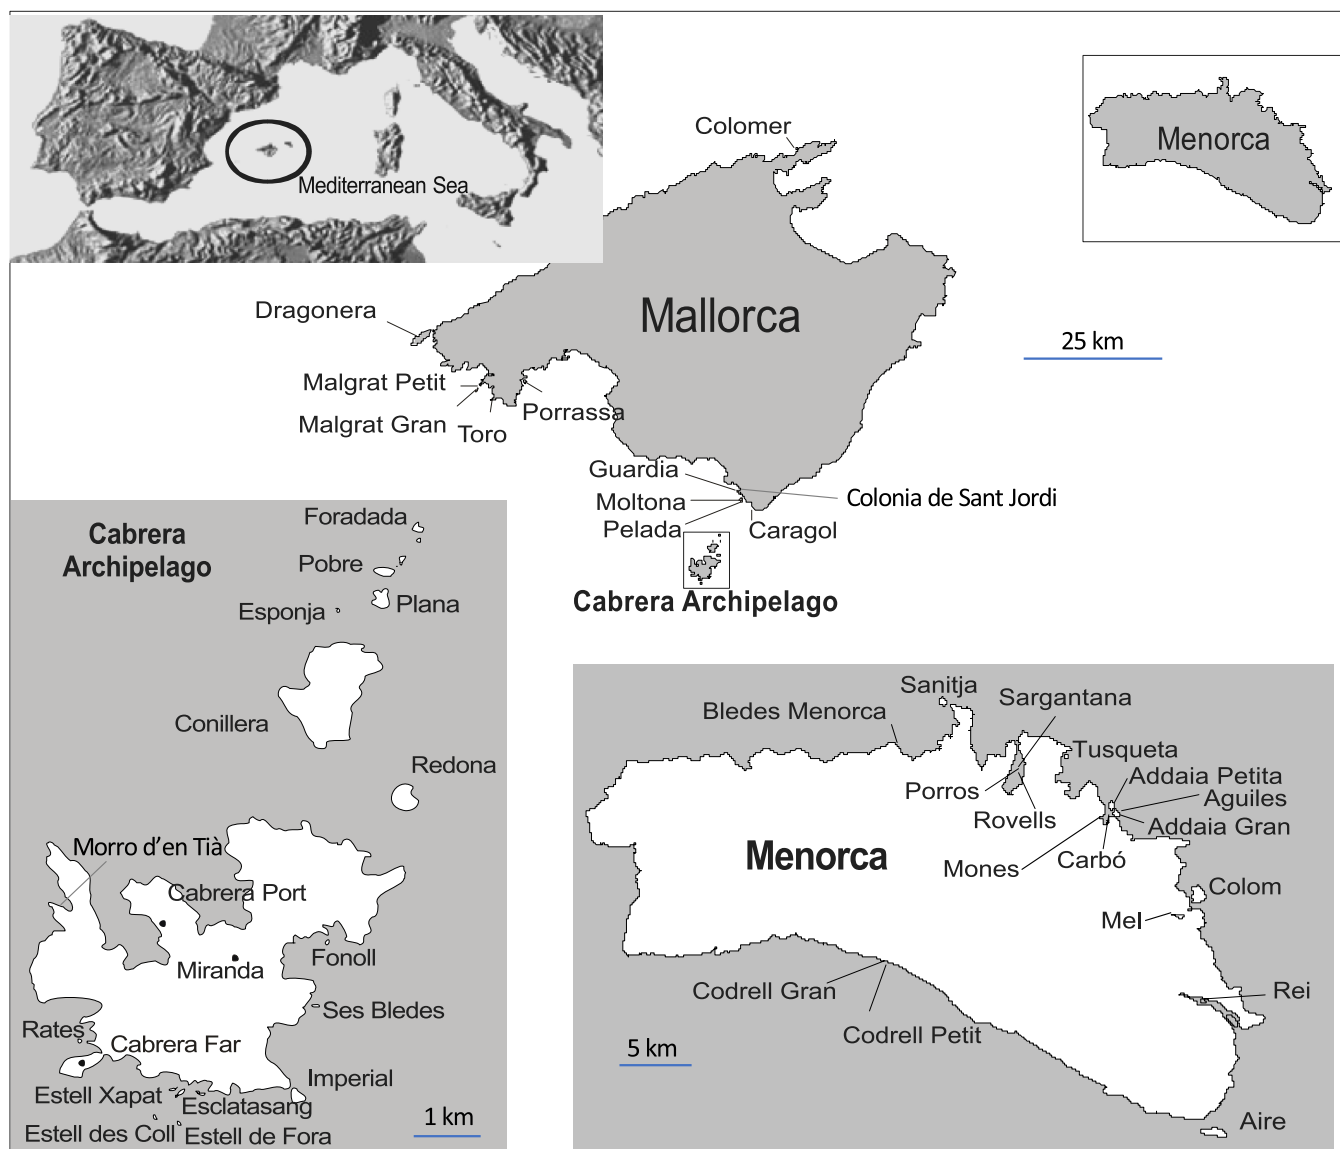 Mediterranean Sea
Colomer
Menorca
Mallorca
Dragonera
25 km
Malgrat Petit
Malgrat Gran
Toro
Porrassa
Guardia
Moltona
Pelada
Colonia de Sant Jordi
Caragol
Cabrera Archipelago
Cabrera
Archipelago
Foradada
Pobre
Esponja
Plana
Conillera
Redona
Morro d'en Tià
Cabrera Port
Miranda
Fonoll
Ses Bledes
Rates
Cabrera Far
Imperial
Estell Xapat
Esclatasang
Estell des Coll
Estell de Fora
1 km
Sanitja
Sargantana
Bledes Menorca
Tusqueta
Addaia Petita
Porros
Aguiles
Rovells
Addaia Gran
Menorca
Mones
Carbó
Colom
Mel
Codrell Gran
Rei
Codrell Petit
5 km
Aire